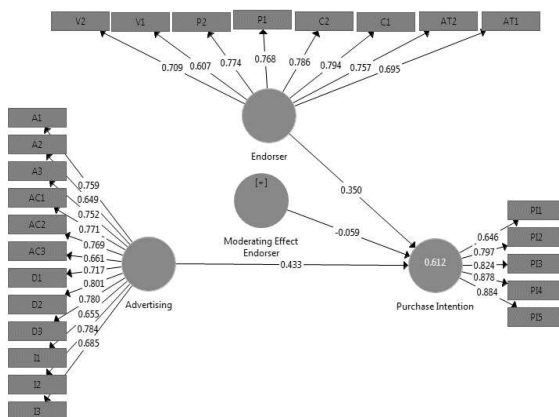 V2 V1 P2 P1 C2 C1 AT2 AT1
0.709 0.607 0.774 0.768 0.786 0.794 0.757 0.695
Endorser
A1
A2
A3
AC1
AC2
AC3
D1
D2
D3
I1
I2
I3
0.759
0.649
0.752
0.771
0.769
0.661
0.717
0.801
0.780
0.655
0.784
0.685
Advertising
[+]
Moderating Effect
Endorser
0.350
-0.059
0.433
0.612
Purchase Intention
0.646
0.797
0.824
0.878
0.884
PI1
PI2
PI3
PI4
PI5